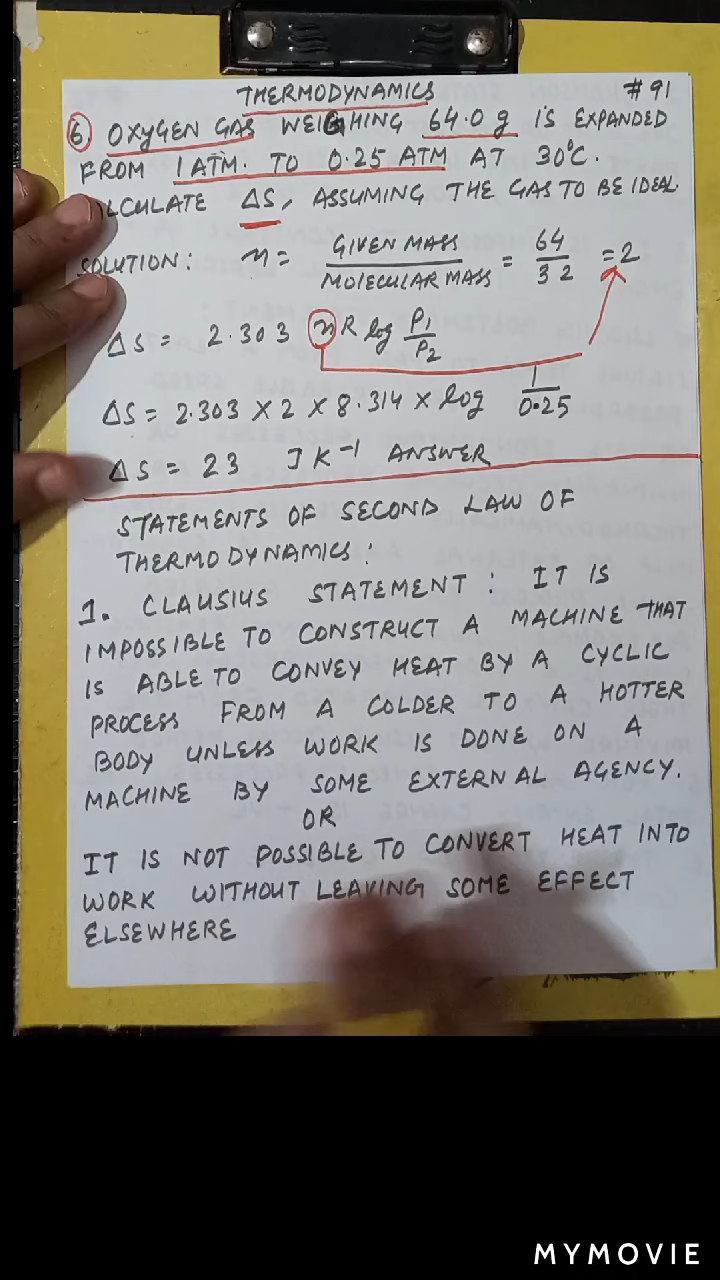 THERMODYNAMICS #91
6 OXYGEN GAS WEIGHING 64.0 g IS EXPANDED
FROM 1 ATM. TO 0.25 ATM AT 30°C.
LCULATE ΔS, ASSUMING THE GAS TO BE IDEAL.
SOLUTION: n = GIVEN MASS / MOLECULAR MASS = 64 / 32 = 2
ΔS = 2.303 nR log P1 / P2
ΔS = 2.303 × 2 × 8.314 × log 1 / 0.25
ΔS = 23 J K⁻¹ ANSWER
STATEMENTS OF SECOND LAW OF
THERMODYNAMICS:
1. CLAUSIUS STATEMENT: IT IS
IMPOSSIBLE TO CONSTRUCT A MACHINE THAT
IS ABLE TO CONVEY HEAT BY A CYCLIC
PROCESS FROM A COLDER TO A HOTTER
BODY UNLESS WORK IS DONE ON A
MACHINE BY SOME EXTERNAL AGENCY.
OR
IT IS NOT POSSIBLE TO CONVERT HEAT INTO
WORK WITHOUT LEAVING SOME EFFECT
ELSEWHERE
MYMOVIE